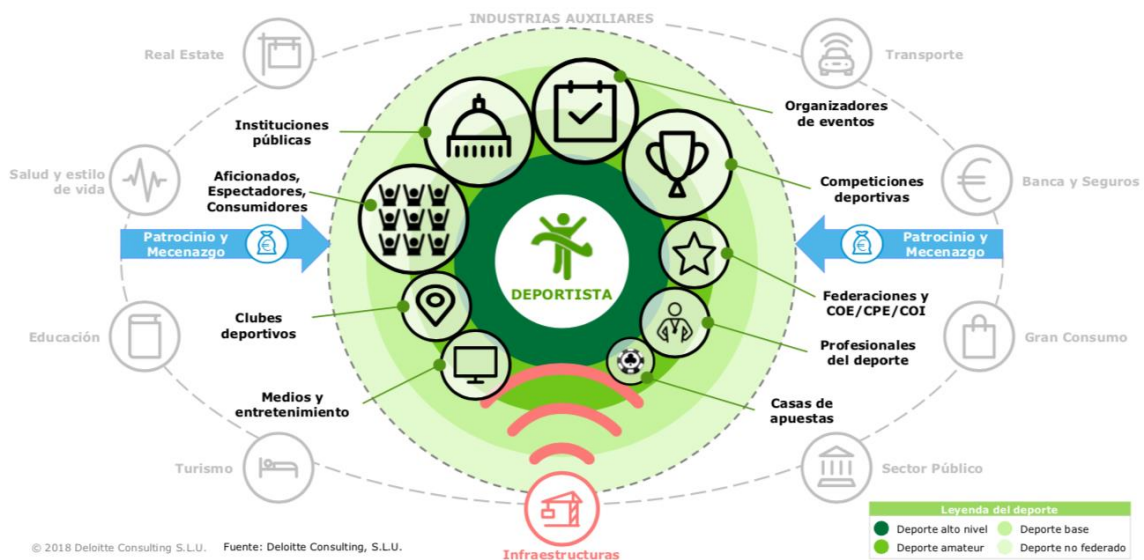 INDUSTRIAS AUXILIARES
Real Estate
Transporte
Instituciones
públicas
Organizadores
de eventos
Salud y estilo
de vida
Aficionados,
Espectadores,
Consumidores
Competiciones
deportivas
Banca y Seguros
Patrocinio y
Mecenazgo
€
DEPORTISTA
€
Patrocinio y
Mecenazgo
Clubes
deportivos
Federaciones y
COE/CPE/COI
Educación
Gran Consumo
Profesionales
del deporte
Medios y
entretenimiento
Casas de
apuestas
Turismo
Sector Público
Infraestructuras
Leyenda del deporte
Deporte alto nivel
Deporte base
Deporte amateur
Deporte no federado
© 2018 Deloitte Consulting S.L.U.
Fuente: Deloitte Consulting, S.L.U.